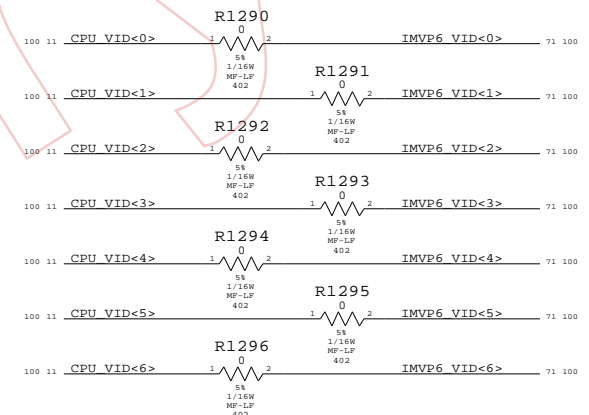 R1290
0
100 11 CPU_VID<0> 1 2 IMVP6_VID<0> 71 100
5%
1/16W
MF-LF
402
R1291
0
100 11 CPU_VID<1> 1 2 IMVP6_VID<1> 71 100
5%
1/16W
MF-LF
402
R1292
0
100 11 CPU_VID<2> 1 2 IMVP6_VID<2> 71 100
5%
1/16W
MF-LF
402
R1293
0
100 11 CPU_VID<3> 1 2 IMVP6_VID<3> 71 100
5%
1/16W
MF-LF
402
R1294
0
100 11 CPU_VID<4> 1 2 IMVP6_VID<4> 71 100
5%
1/16W
MF-LF
402
R1295
0
100 11 CPU_VID<5> 1 2 IMVP6_VID<5> 71 100
5%
1/16W
MF-LF
402
R1296
0
100 11 CPU_VID<6> 1 2 IMVP6_VID<6> 71 100
5%
1/16W
MF-LF
402